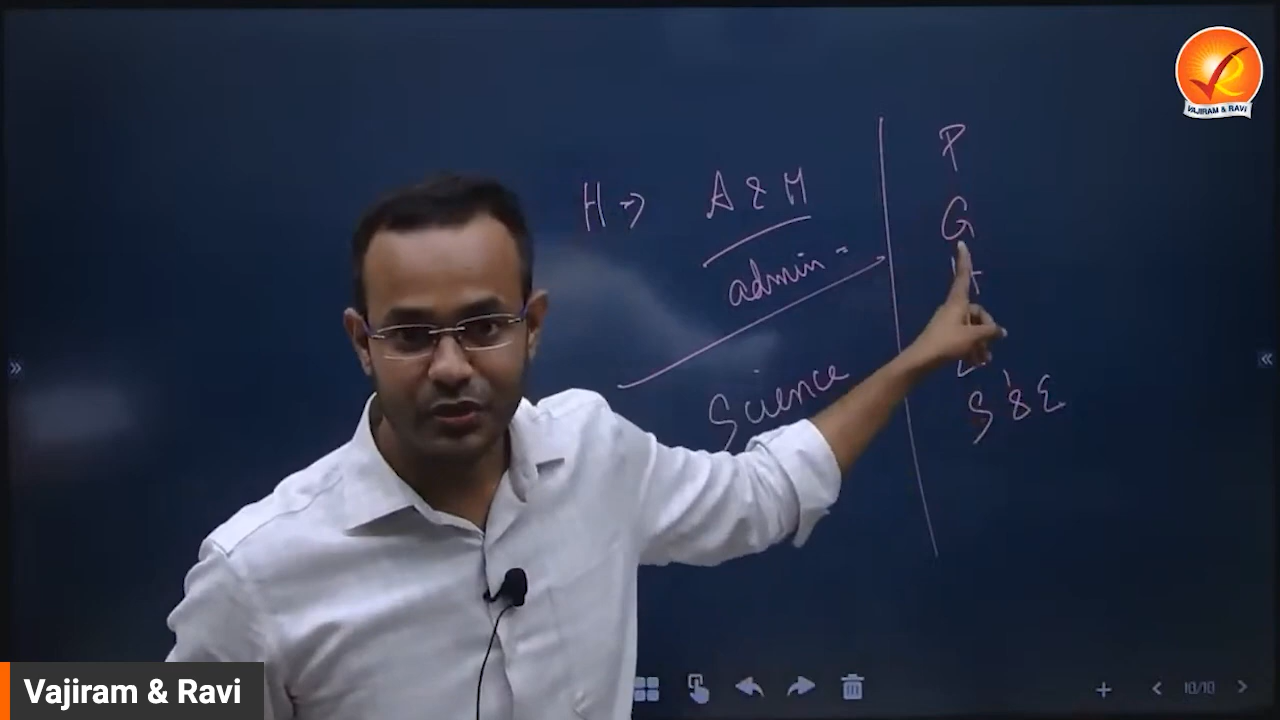 VAJIRAM & RAVI
H → A & M
admin -
Science
P
G
S & E
10/10
Vajiram & Ravi